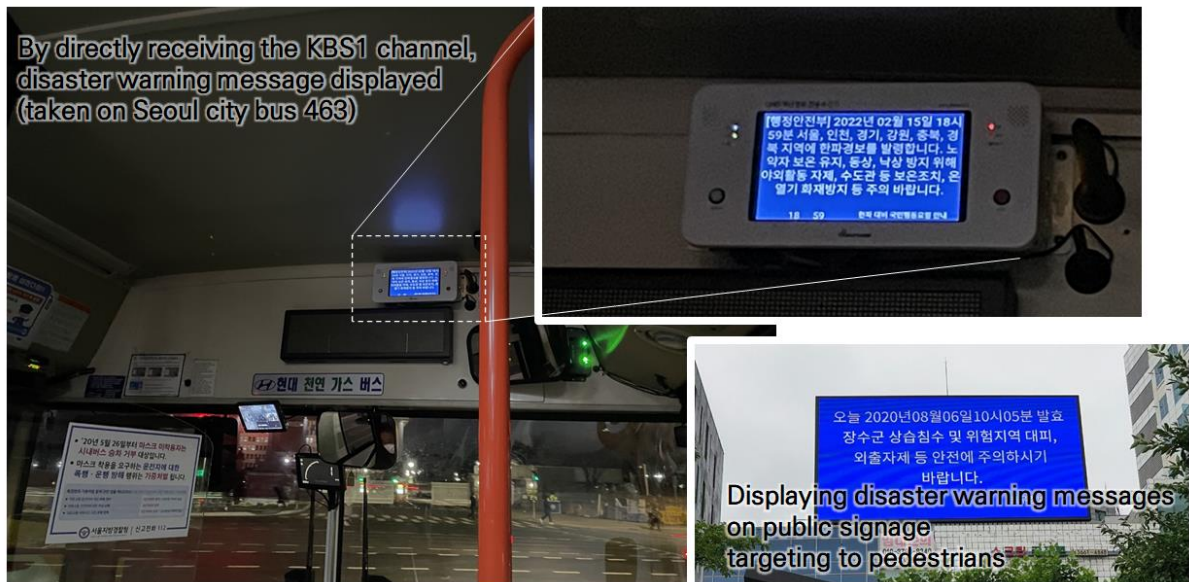 By directly receiving the KBS1 channel,
disaster warning message displayed
(taken on Seoul city bus 463)
[행정안전부] 2022년 02월 15일 18시
59분 서울, 인천, 경기, 강원, 충북, 경
북 지역에 한파경보를 발령합니다. 노
약자 보온 유지, 동상, 낙상 방지 위해
야외활동 자제, 수도관 등 보온조치, 온
열기 화재방지 등 주의 바랍니다.
18 59 한파 대비 국민행동요령 안내
현대 천연 가스 버스
'20년 5월 26일부터 마스크 미착용자는
시내버스 승차 거부 대상입니다.
마스크 착용을 요구하는 운전자에 대한
폭행·운행 방해 행위는 가중처벌 됩니다.
서울지방경찰청 | 신고전화 112
오늘 2020년08월06일10시05분 발효
장수군 상습침수 및 위험지역 대피,
외출자제 등 안전에 주의하시기
바랍니다.
Displaying disaster warning messages
on public signage
targeting to pedestrians